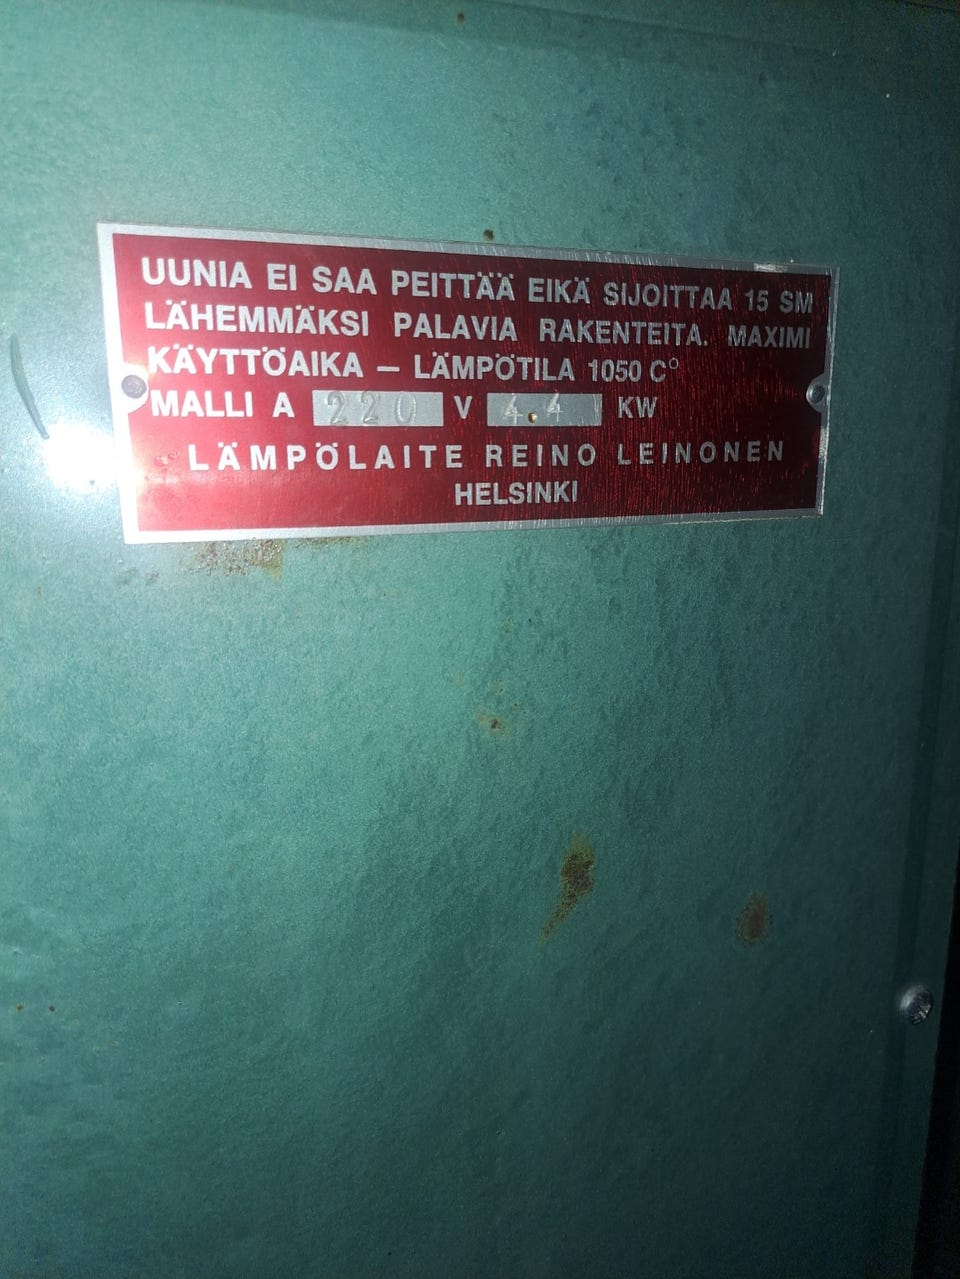 UUNIA EI SAA PEITTÄÄ EIKÄ SIJOITTAA 15 SM
LÄHEMMÄKSI PALAVIA RAKENTEITA. MAXIMI
KÄYTTÖAIKA – LÄMPÖTILA 1050 C°
MALLI A 220 V 4.4 KW
LÄMPÖLAITE REINO LEINONEN
HELSINKI